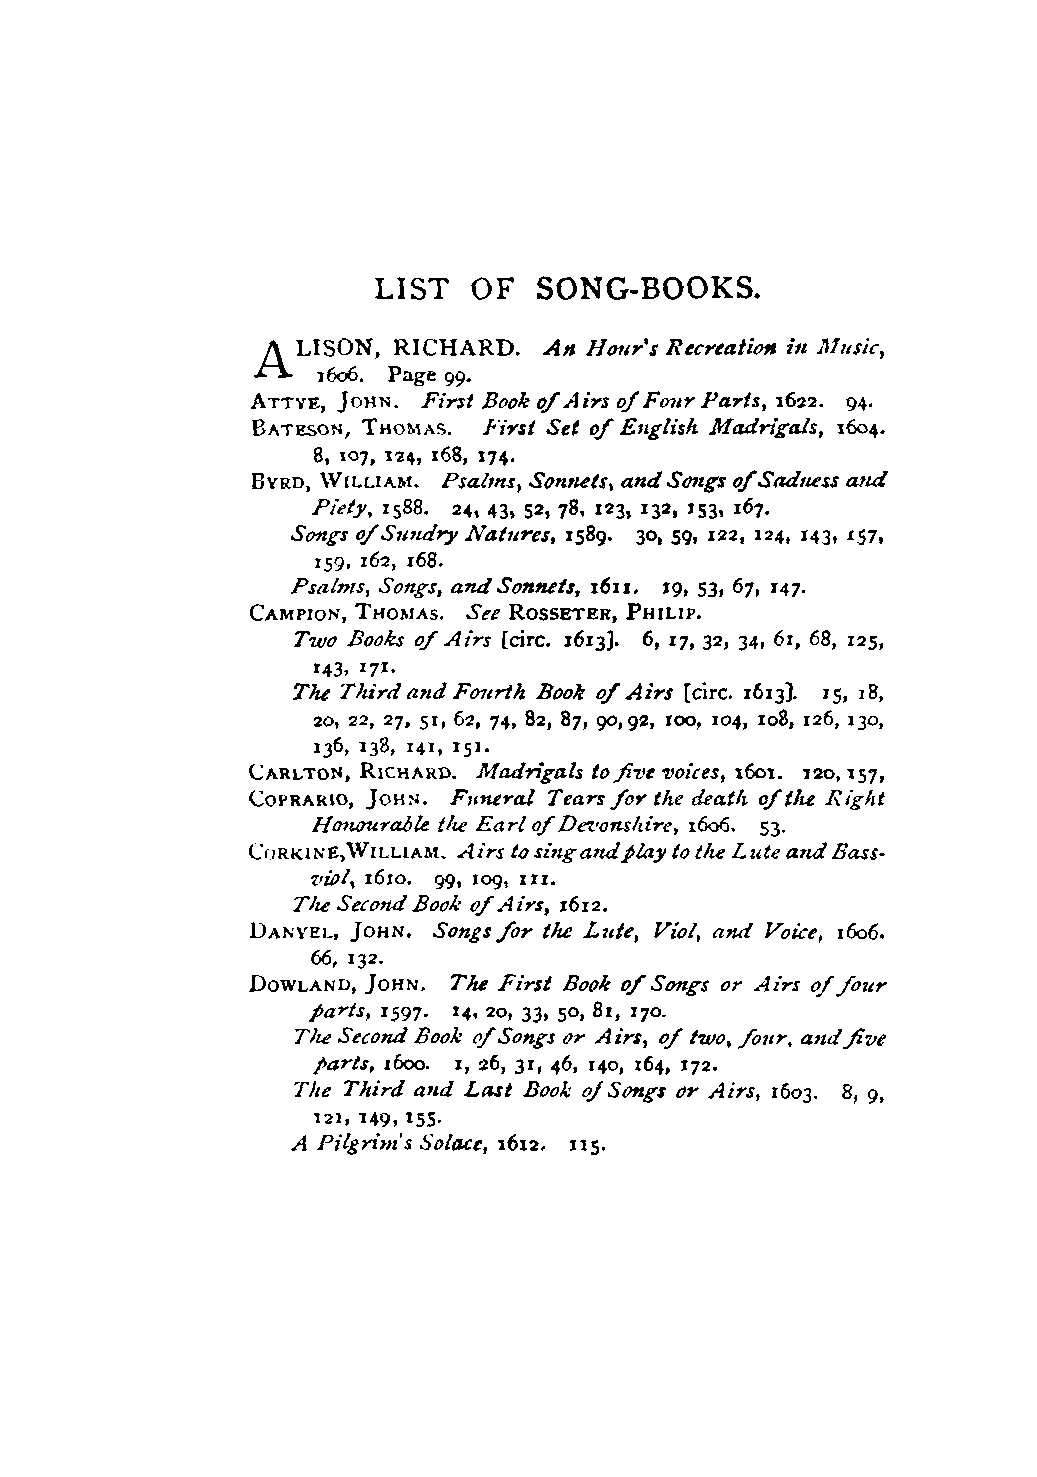 LIST OF SONG-BOOKS.
ALISON, RICHARD. An Hour's Recreation in Music,
1606. Page 99.
ATTYE, JOHN. First Book of Airs of Four Parts, 1622. 94.
BATESON, THOMAS. First Set of English Madrigals, 1604.
8, 107, 124, 168, 174.
BYRD, WILLIAM. Psalms, Sonnets, and Songs of Sadness and
Piety, 1588. 24, 43, 52, 78, 123, 132, 153, 167.
Songs of Sundry Natures, 1589. 30, 59, 122, 124, 143, 157,
159, 162, 168.
Psalms, Songs, and Sonnets, 1611. 19, 53, 67, 147.
CAMPION, THOMAS. See ROSSETER, PHILIP.
Two Books of Airs [circ. 1613]. 6, 17, 32, 34, 61, 68, 125,
143, 171.
The Third and Fourth Book of Airs [circ. 1613]. 15, 18,
20, 22, 27, 51, 62, 74, 82, 87, 90, 92, 100, 104, 108, 126, 130,
136, 138, 141, 151.
CARLTON, RICHARD. Madrigals to five voices, 1601. 120, 157,
COPRARIO, JOHN. Funeral Tears for the death of the Right
Honourable the Earl of Devonshire, 1606. 53.
CORKINE, WILLIAM. Airs to sing and play to the Lute and Bass-
viol, 1610. 99, 109, 111.
The Second Book of Airs, 1612.
DANYEL, JOHN. Songs for the Lute, Viol, and Voice, 1606.
66, 132.
DOWLAND, JOHN. The First Book of Songs or Airs of four
parts, 1597. 14, 20, 33, 50, 81, 170.
The Second Book of Songs or Airs, of two, four, and five
parts, 1600. 1, 26, 31, 46, 140, 164, 172.
The Third and Last Book of Songs or Airs, 1603. 8, 9,
121, 149, 155.
A Pilgrim's Solace, 1612. 115.